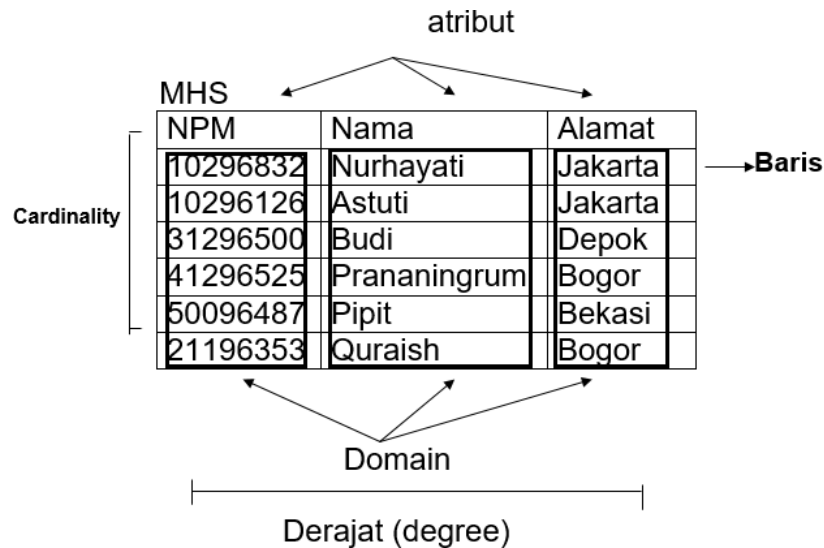 atribut
MHS
NPM Nama Alamat
10296832 Nurhayati Jakarta Baris
10296126 Astuti Jakarta
Cardinality
31296500 Budi Depok
41296525 Prananingrum Bogor
50096487 Pipit Bekasi
21196353 Quraish Bogor
Domain
Derajat (degree)